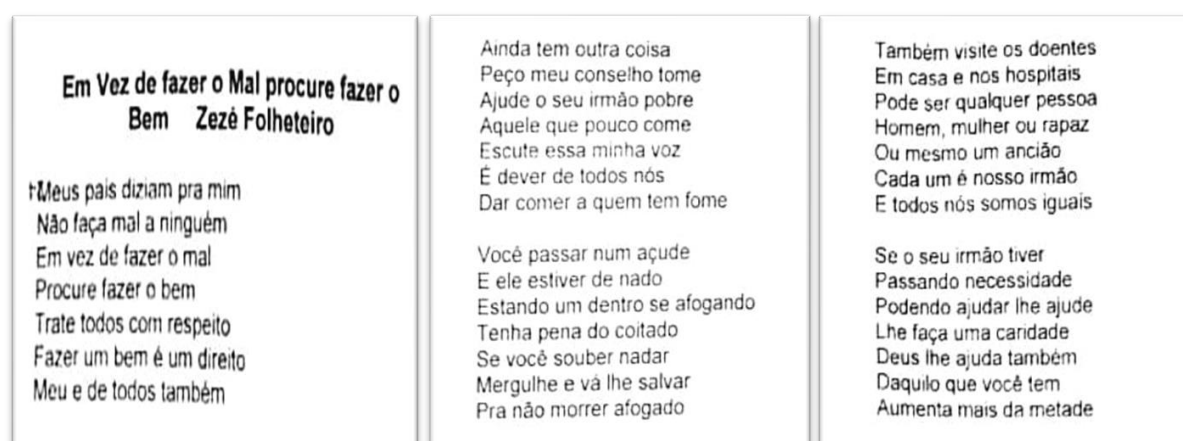 Em Vez de fazer o Mal procure fazer o
Bem Zezé Folheteiro
Meus pais diziam pra mim
Não faça mal a ninguém
Em vez de fazer o mal
Procure fazer o bem
Trate todos com respeito
Fazer um bem é um direito
Meu e de todos também
Ainda tem outra coisa
Peço meu conselho tome
Ajude o seu irmão pobre
Aquele que pouco come
Escute essa minha voz
É dever de todos nós
Dar comer a quem tem fome
Você passar num açude
E ele estiver de nado
Estando um dentro se afogando
Tenha pena do coitado
Se você souber nadar
Mergulhe e vá lhe salvar
Pra não morrer afogado
Também visite os doentes
Em casa e nos hospitais
Pode ser qualquer pessoa
Homem, mulher ou rapaz
Ou mesmo um ancião
Cada um é nosso irmão
E todos nós somos iguais
Se o seu irmão tiver
Passando necessidade
Podendo ajudar lhe ajude
Lhe faça uma caridade
Deus lhe ajuda também
Daquilo que você tem
Aumenta mais da metade